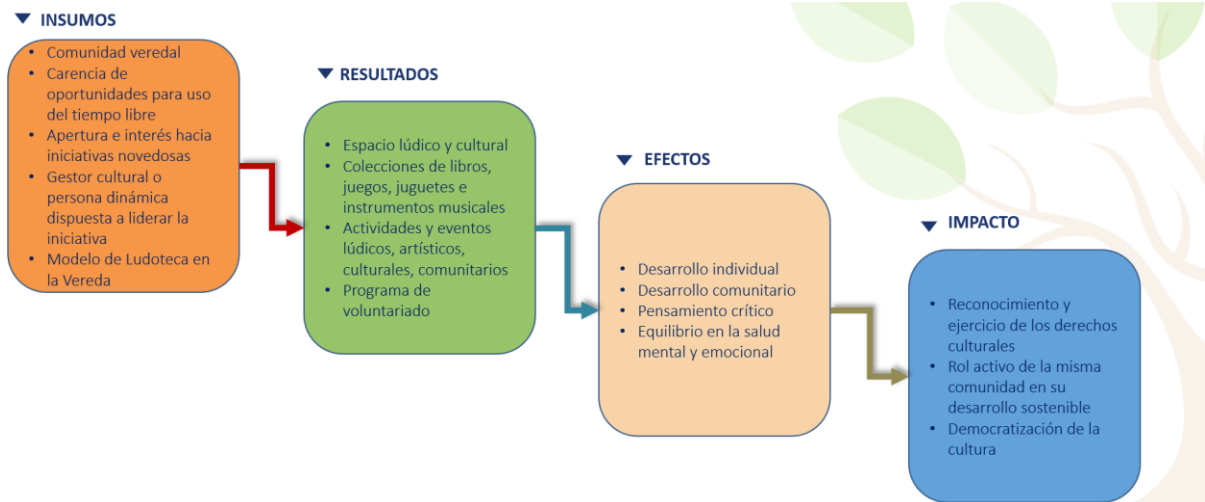 ▼ INSUMOS
• Comunidad veredal
• Carencia de
oportunidades para uso
del tiempo libre
• Apertura e interés hacia
iniciativas novedosas
• Gestor cultural o
persona dinámica
dispuesta a liderar la
iniciativa
• Modelo de Ludoteca en
la Vereda
▼ RESULTADOS
• Espacio lúdico y cultural
• Colecciones de libros,
juegos, juguetes e
instrumentos musicales
• Actividades y eventos
lúdicos, artísticos,
culturales, comunitarios
• Programa de
voluntariado
▼ EFECTOS
• Desarrollo individual
• Desarrollo comunitario
• Pensamiento crítico
• Equilibrio en la salud
mental y emocional
▼ IMPACTO
• Reconocimiento y
ejercicio de los derechos
culturales
• Rol activo de la misma
comunidad en su
desarrollo sostenible
• Democratización de la
cultura